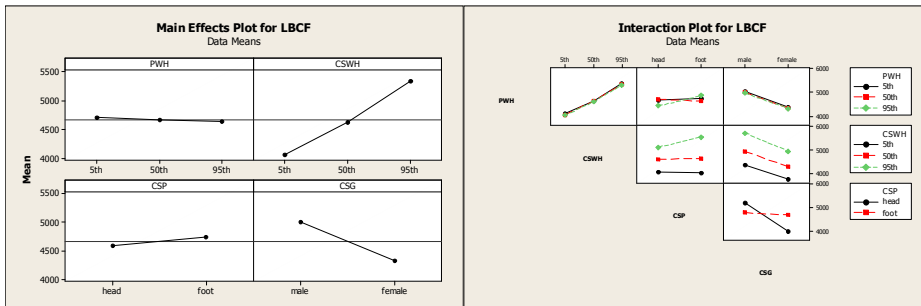 Main Effects Plot for LBCF
Data Means
PWH CSWH
5500
5000
4500
4000
5th 50th 95th 5th 50th 95th
Mean
CSP CSG
5500
5000
4500
4000
head foot male female
Interaction Plot for LBCF
Data Means
5th 50th 95th head foot male female
PWH
6000
5000
4000
PWH
5th
50th
95th
CSWH
6000
5000
4000
CSWH
5th
50th
95th
CSP
6000
5000
4000
CSP
head
foot
CSG